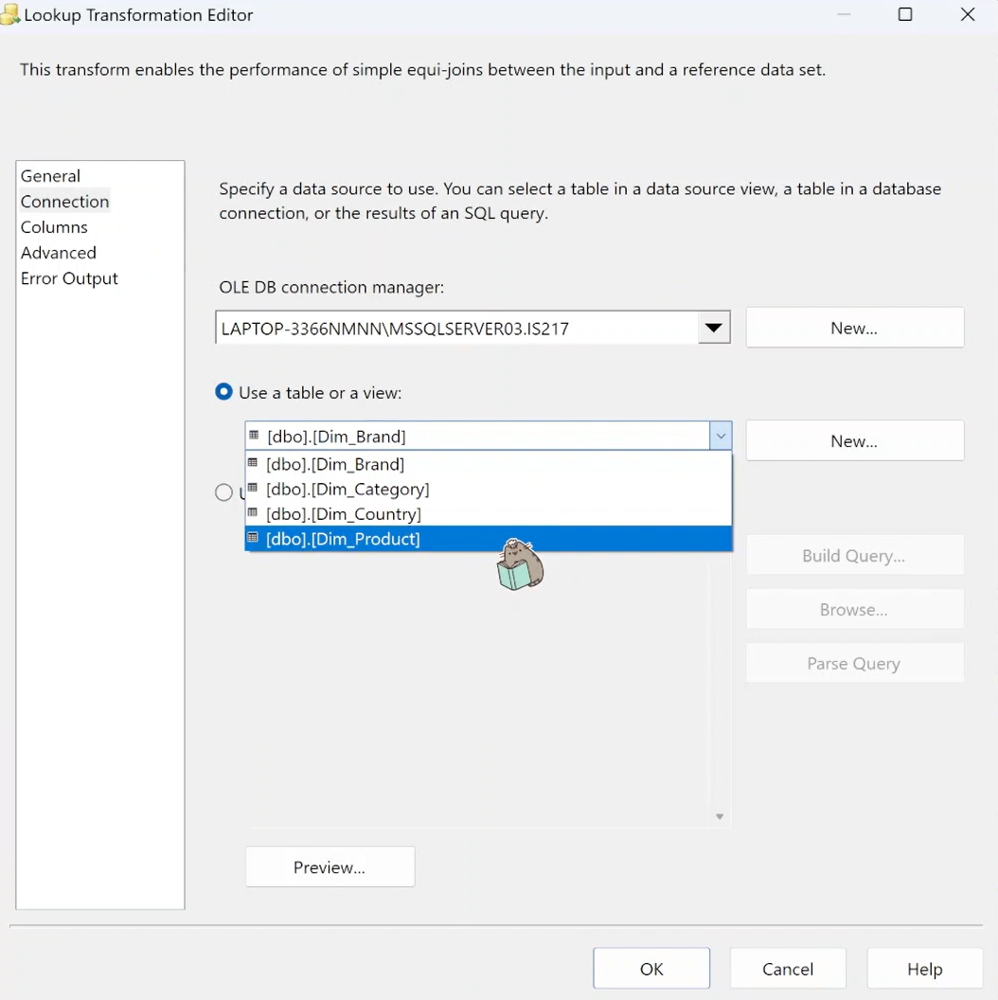 Lookup Transformation Editor
This transform enables the performance of simple equi-joins between the input and a reference data set.
General
Connection
Columns
Advanced
Error Output
Specify a data source to use. You can select a table in a data source view, a table in a database
connection, or the results of an SQL query.
OLE DB connection manager:
LAPTOP-3366NMNN\MSSQLSERVER03.IS217
New...
Use a table or a view:
[dbo].[Dim_Brand]
New...
[dbo].[Dim_Brand]
[dbo].[Dim_Category]
[dbo].[Dim_Country]
[dbo].[Dim_Product]
Build Query...
Browse...
Parse Query
Preview...
OK
Cancel
Help